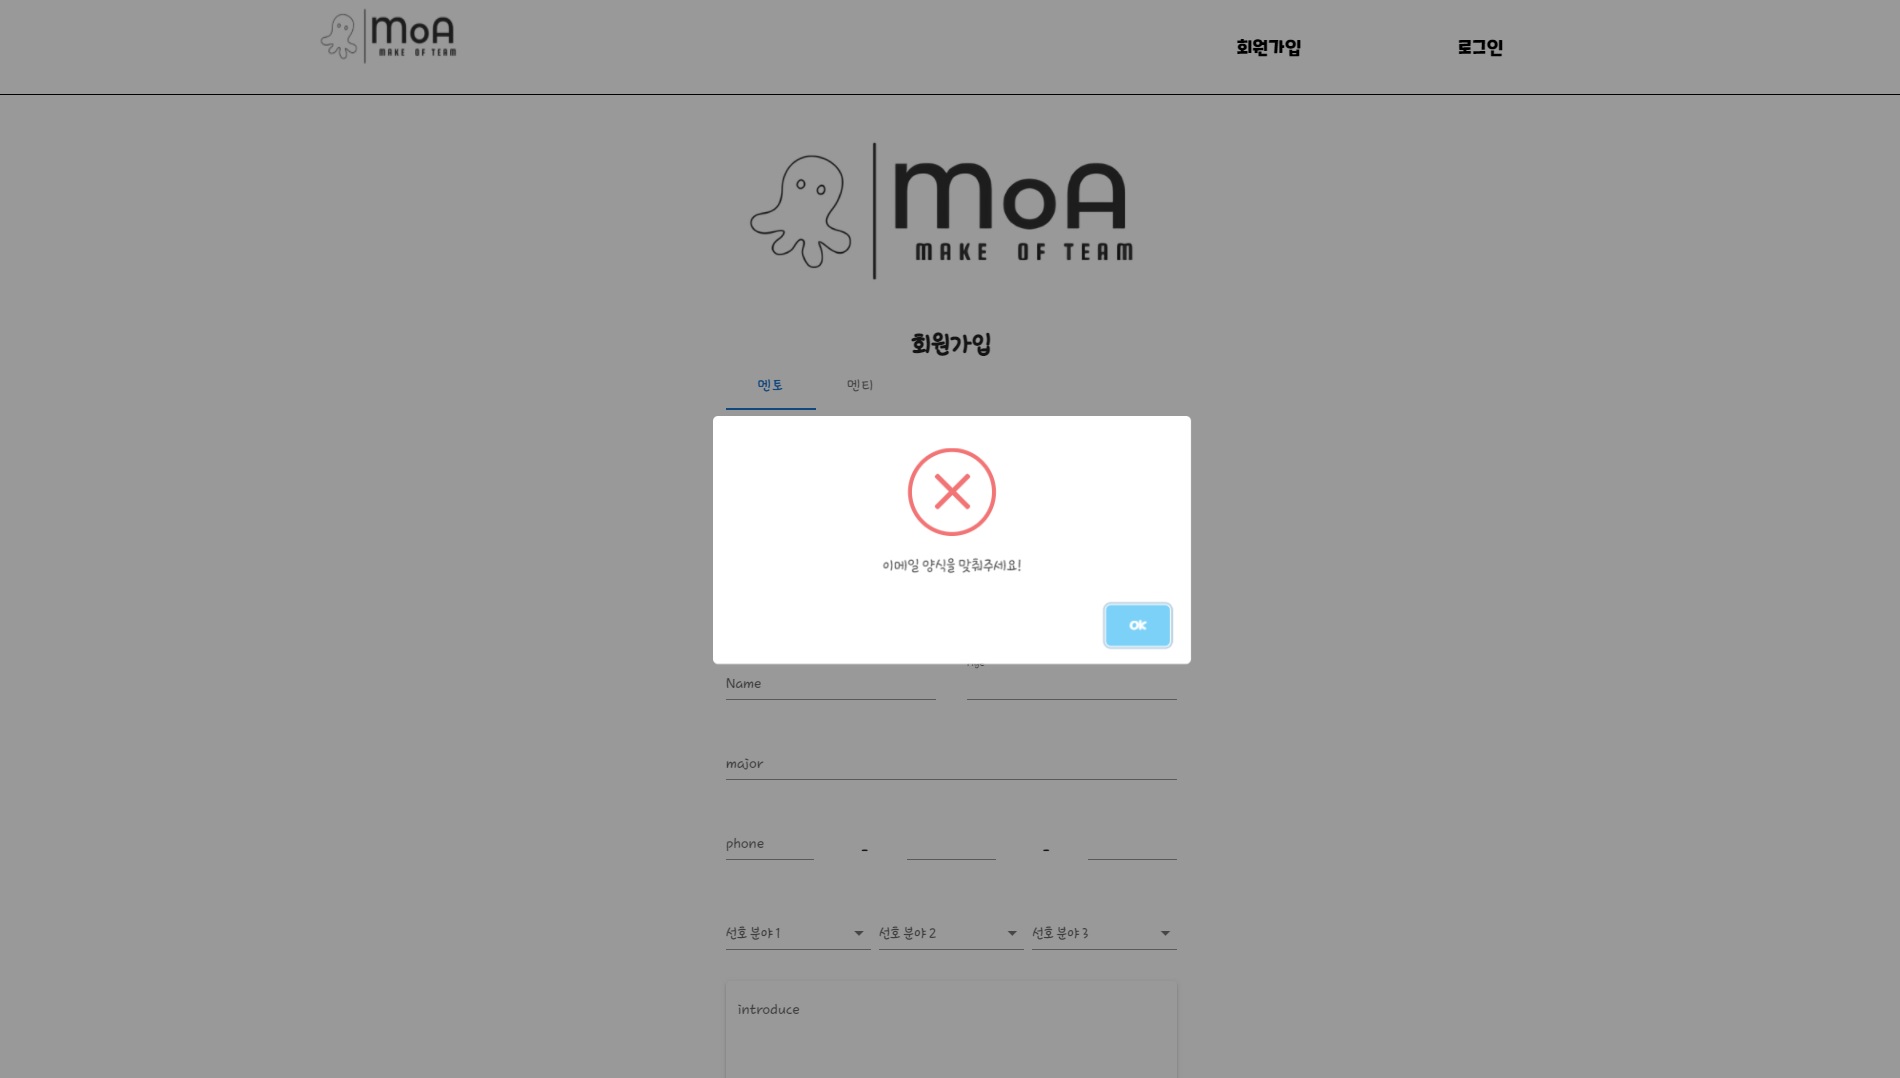 moA
MAKE OF TEAM
회원가입
로그인
moA
MAKE OF TEAM
회원가입
멘토
멘티
이메일 양식을 맞춰주세요!
OK
Name
major
phone
-
-
선호 분야 1
선호 분야 2
선호 분야 3
introduce